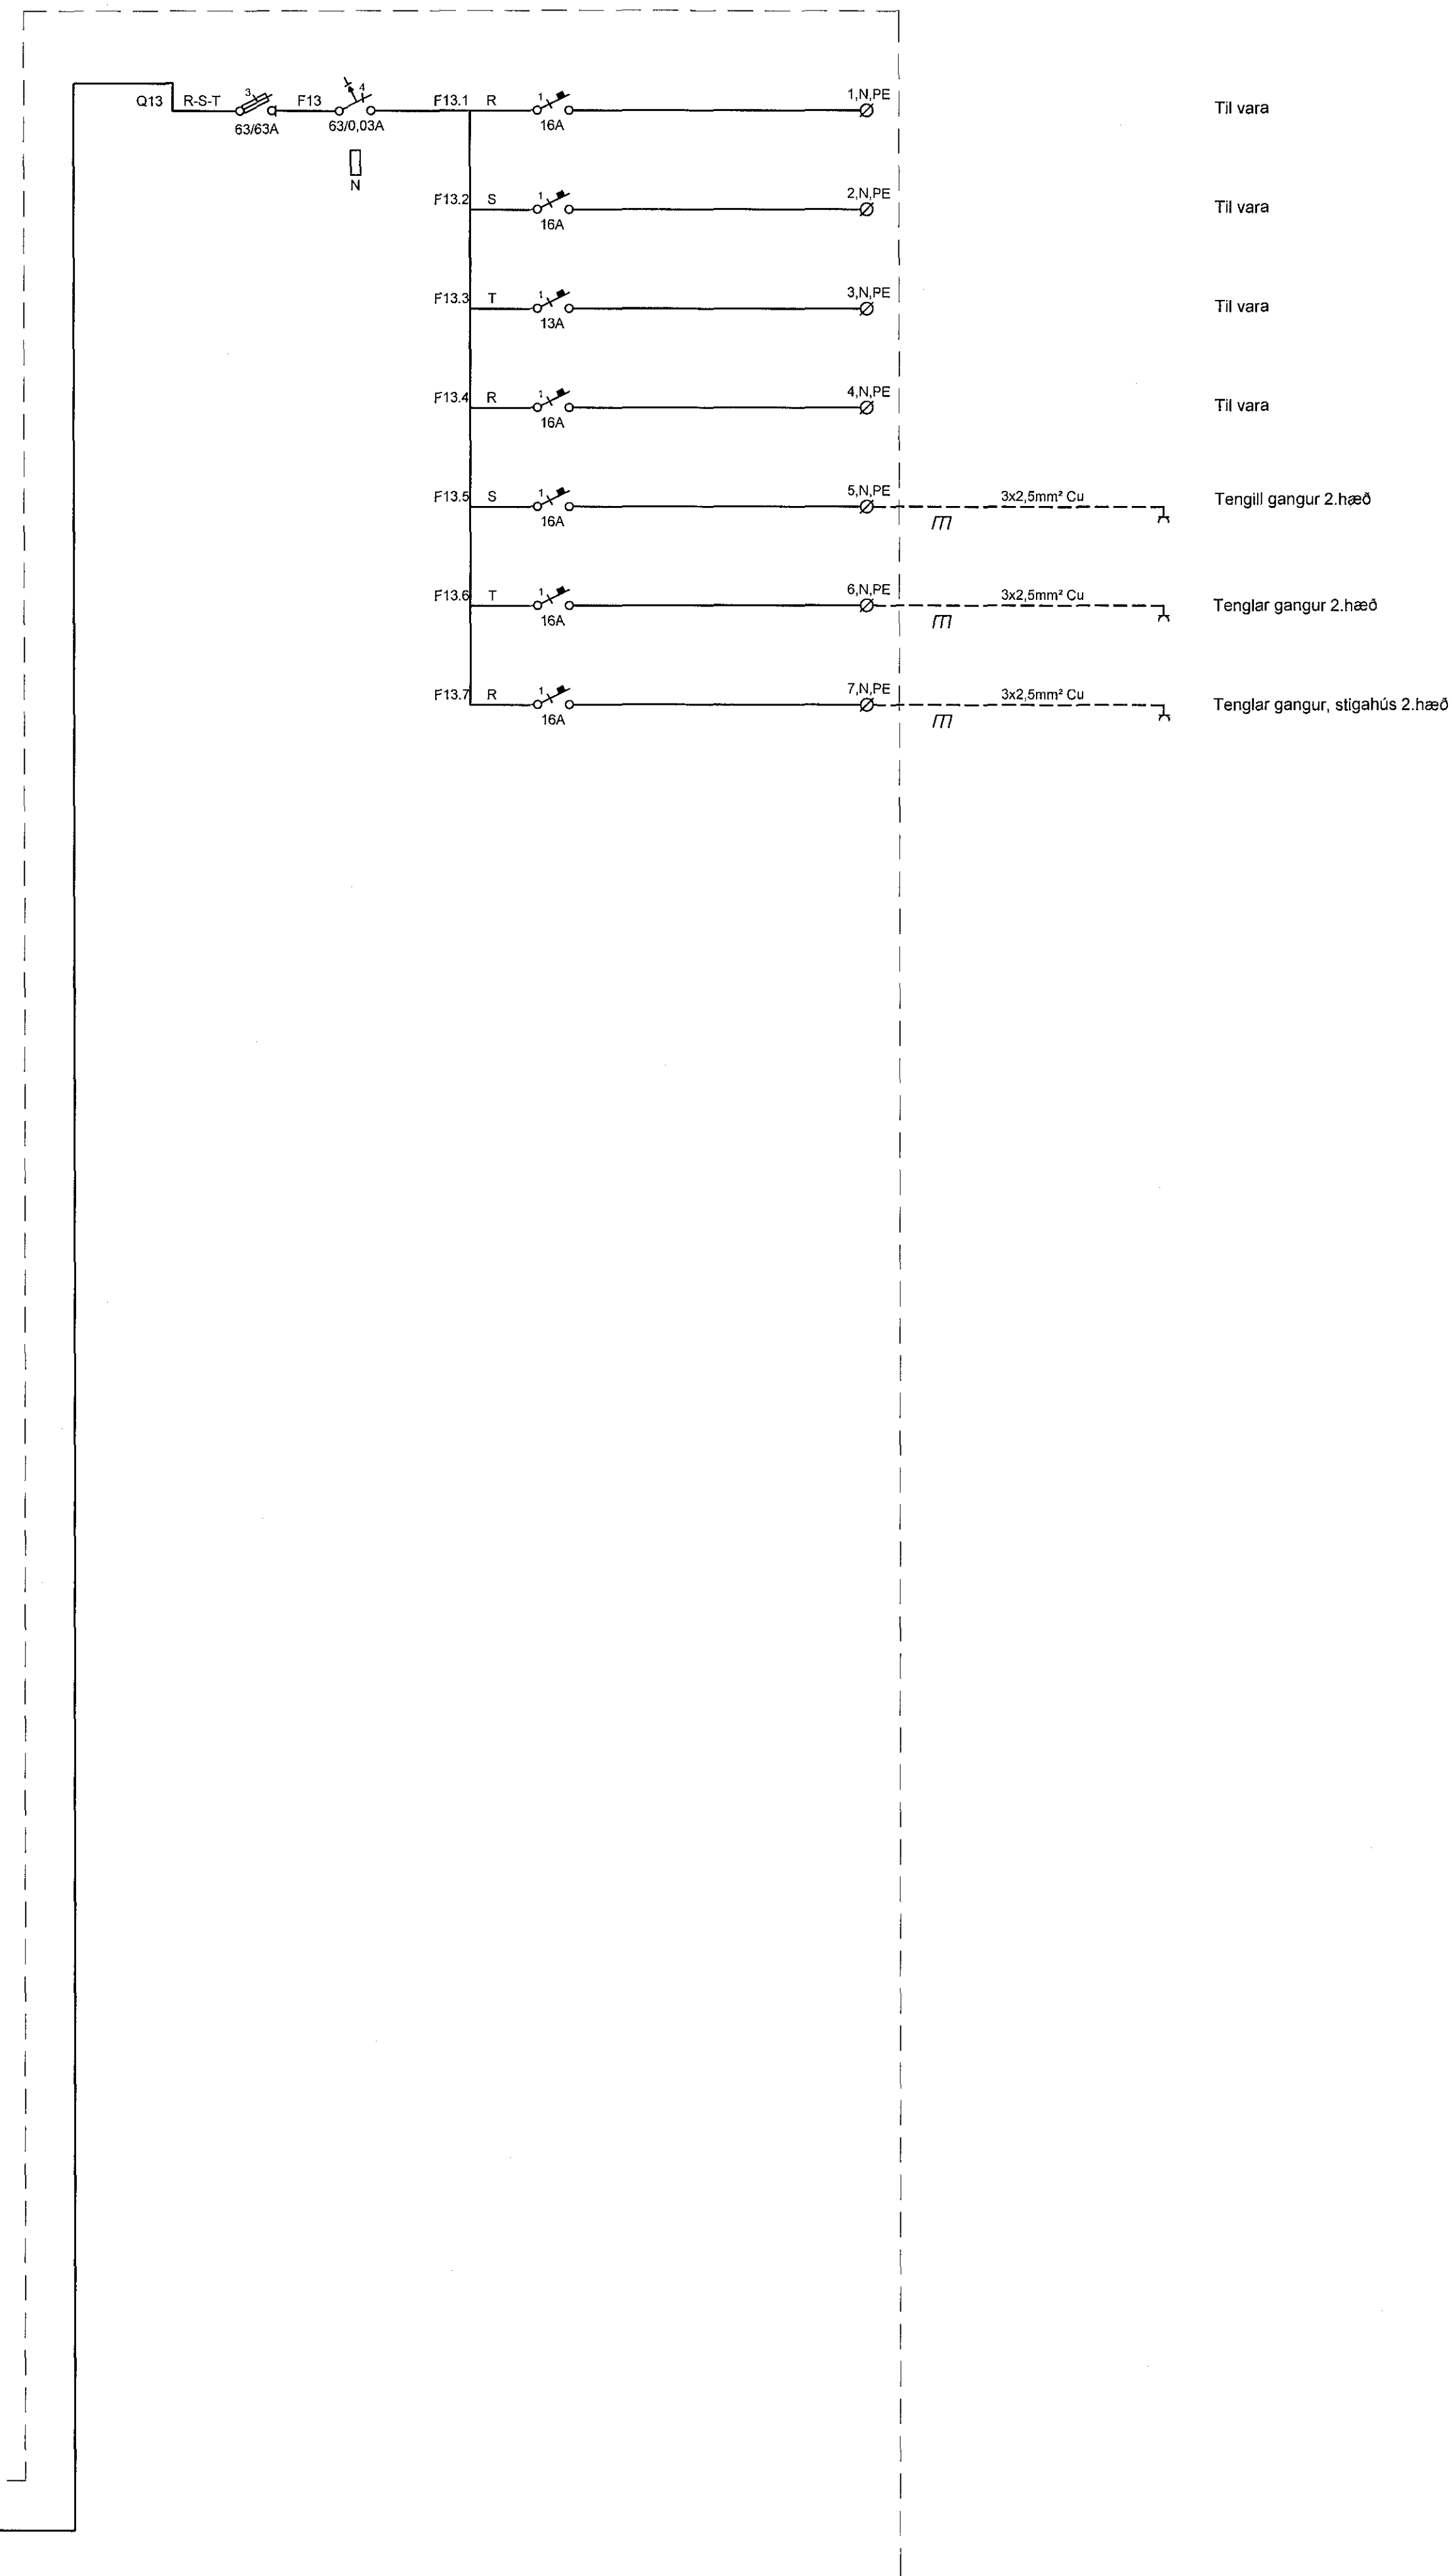 Q13 R-S-T 3 63/63A F13 4 63/0,03A N
F13.1 R 1 16A 1,N,PE Til vara
F13.2 S 1 16A 2,N,PE Til vara
F13.3 T 1 13A 3,N,PE Til vara
F13.4 R 1 16A 4,N,PE Til vara
F13.5 S 1 16A 5,N,PE 3x2,5mm² Cu Tengill gangur 2.hæð
F13.6 T 1 16A 6,N,PE 3x2,5mm² Cu Tenglar gangur 2.hæð
F13.7 R 1 16A 7,N,PE 3x2,5mm² Cu Tenglar gangur, stigahús 2.hæð